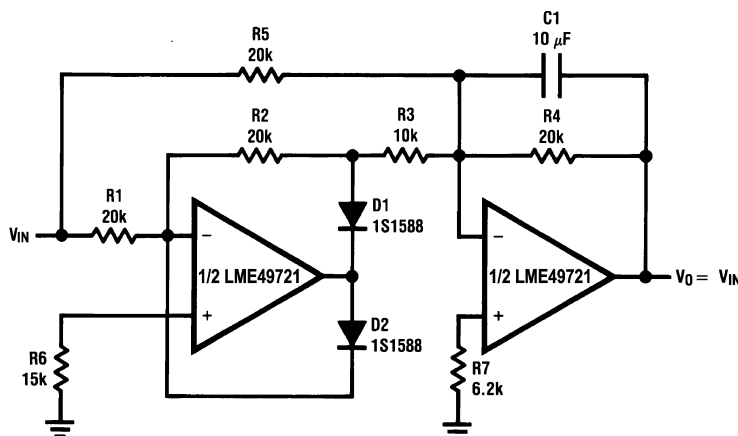 C1
10 μF
R5
20k
R2
20k
R3
10k
R4
20k
R1
20k
D1
1S1588
VIN
−
1/2 LME49721
+
−
1/2 LME49721
+
VO = VIN
D2
1S1588
R6
15k
R7
6.2k